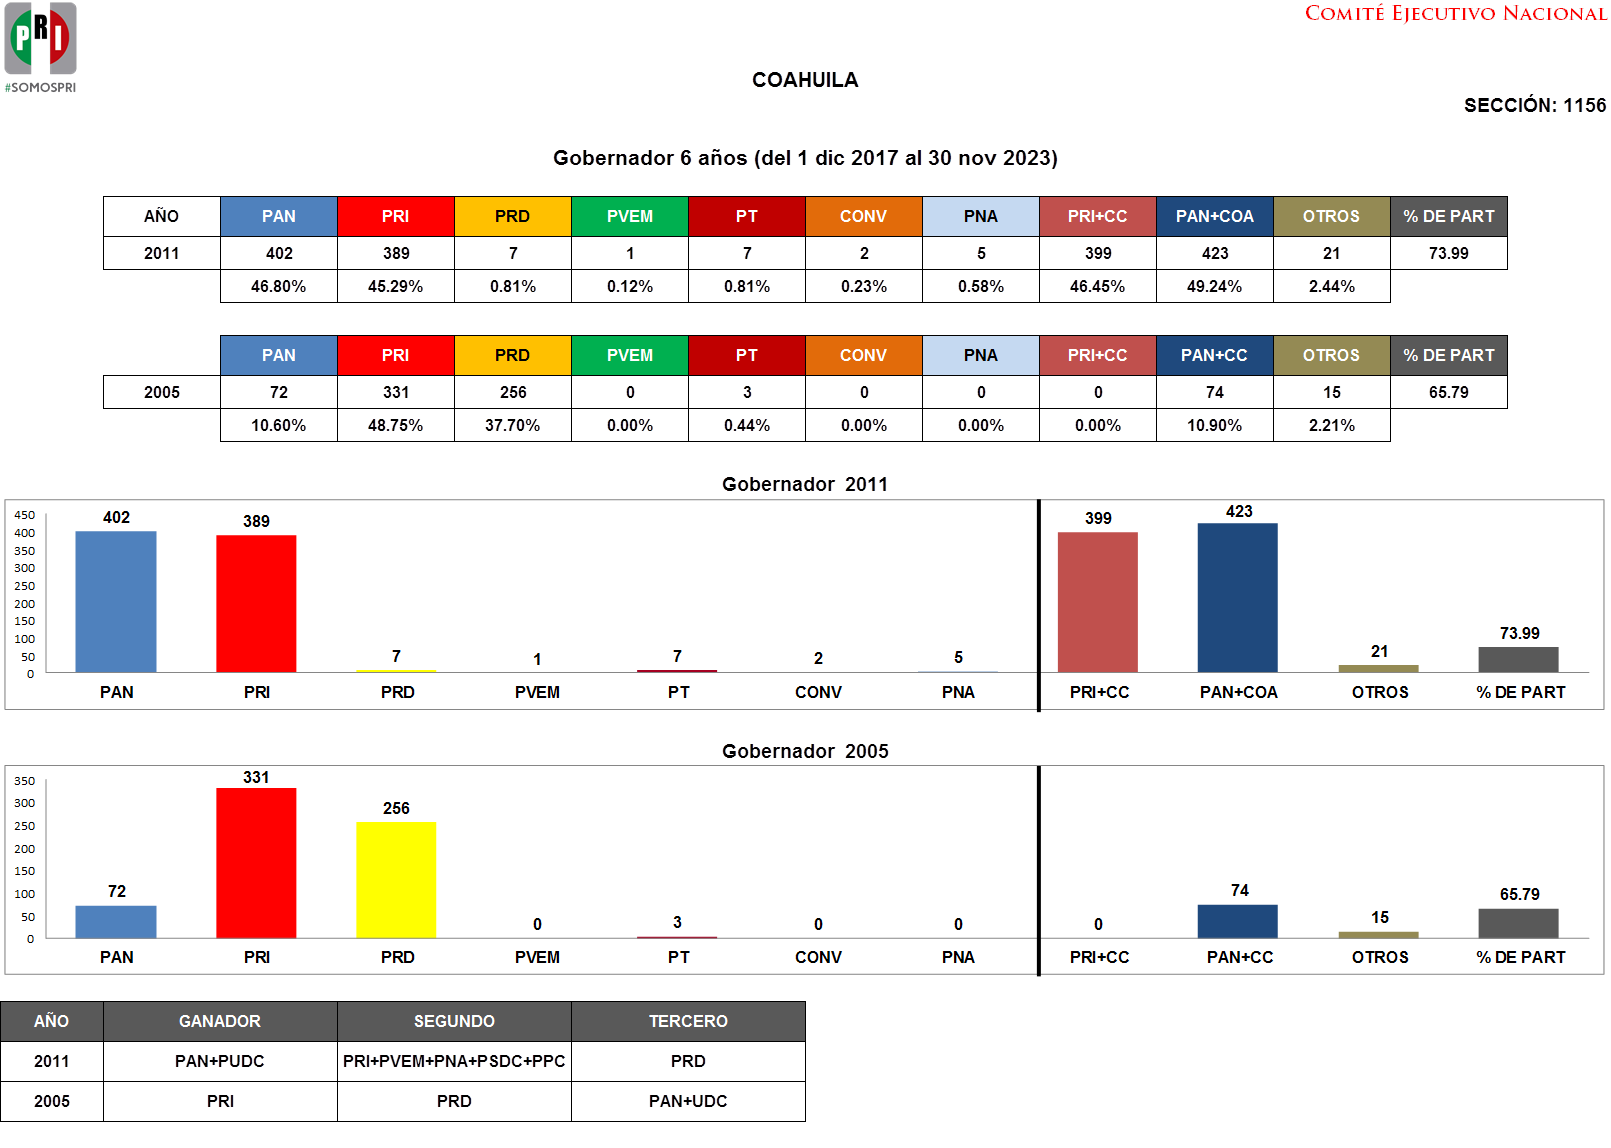 COMITÉ EJECUTIVO NACIONAL
PRI
#SOMOSPRI
COAHUILA
SECCIÓN: 1156
Gobernador 6 años (del 1 dic 2017 al 30 nov 2023)
AÑO PAN PRI PRD PVEM PT CONV PNA PRI+CC PAN+COA OTROS % DE PART
2011 402 389 7 1 7 2 5 399 423 21 73.99
46.80% 45.29% 0.81% 0.12% 0.81% 0.23% 0.58% 46.45% 49.24% 2.44%
PAN PRI PRD PVEM PT CONV PNA PRI+CC PAN+CC OTROS % DE PART
2005 72 331 256 0 3 0 0 0 74 15 65.79
10.60% 48.75% 37.70% 0.00% 0.44% 0.00% 0.00% 0.00% 10.90% 2.21%
Gobernador 2011
450
400
350
300
250
200
150
100
50
0
402 389 7 1 7 2 5 399 423 21 73.99
PAN PRI PRD PVEM PT CONV PNA PRI+CC PAN+COA OTROS % DE PART
Gobernador 2005
350
300
250
200
150
100
50
0
72 331 256 0 3 0 0 0 74 15 65.79
PAN PRI PRD PVEM PT CONV PNA PRI+CC PAN+CC OTROS % DE PART
AÑO GANADOR SEGUNDO TERCERO
2011 PAN+PUDC PRI+PVEM+PNA+PSDC+PPC PRD
2005 PRI PRD PAN+UDC